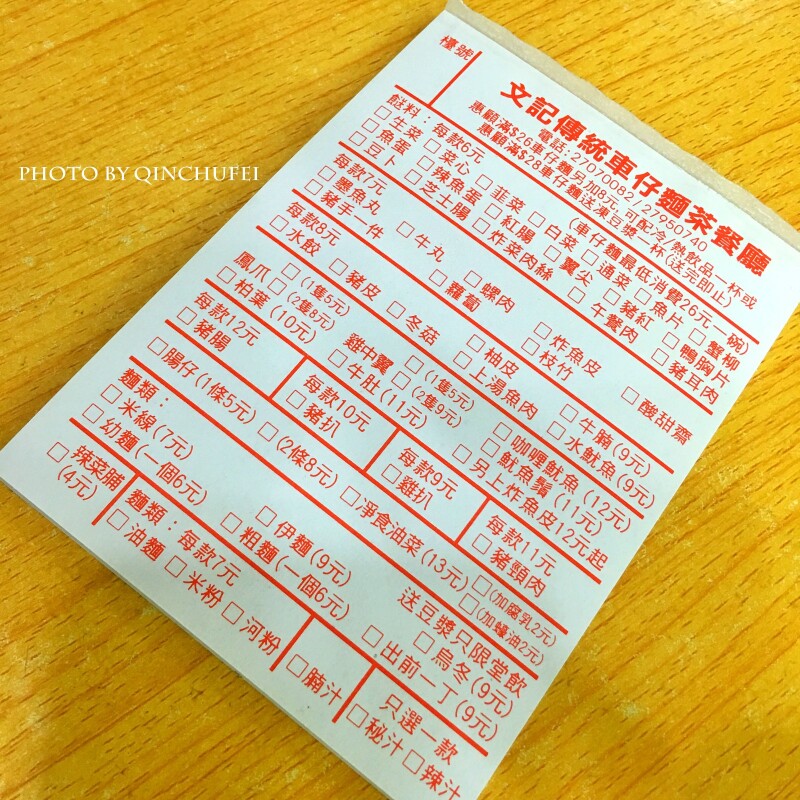 PHOTO BY QINCHUFEI
檯號
文記傳統車仔麵茶餐廳
電話:27070082/27950740
惠顧滿$26車仔麵另加8元,可配冷/熱飲品一杯或
惠顧滿$28車仔麵送凍豆漿一杯(送完即止)
(車仔麵最低消費26元一碗)
餸料:每款6元
□生菜 □菜心 □韮菜 □白菜 □通菜 □豬紅 □魚片 □蟹柳
□魚蛋 □辣魚蛋 □紅腸 □翼尖 □午餐肉 □鴨胸片
□豆卜 □芝士腸 □炸菜肉絲 □豬耳肉
每款7元
□墨魚丸 □牛丸 □螺肉 □炸魚皮 □酸甜齋
□豬手一件 □蘿蔔 □枝竹
每款8元
□水餃 □豬皮 □冬菇 □柚皮 □上湯魚肉 □牛腩(9元) □水魷魚(9元)
鳳爪 □(1隻5元) □(2隻8元) 雞中翼 □(1隻5元) □(2隻9元) □咖喱魷魚(12元)
□柏葉(10元) □牛肚(11元) □魷魚鬚(11元)
□另上炸魚皮12元起
每款12元
□豬腸
每款10元
□豬扒
每款9元
□雞扒
每款11元
□豬頸肉
□腸仔(1條5元) □(2條8元) □淨食油菜(13元) □(加腐乳2元) □(加蠔油2元)
麵類:
送豆漿只限堂飲
□米線(7元) □伊麵(9元) □烏冬(9元)
□幼麵(一個6元) □粗麵(一個6元) □出前一丁(9元)
□辣菜脯(4元)
麵類:每款7元
□油麵 □米粉 □河粉
□腩汁
只選一款
□秘汁 □辣汁